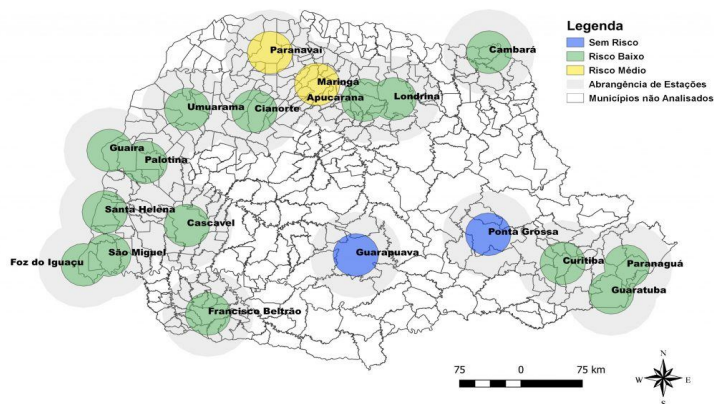 Legenda
Sem Risco
Risco Baixo
Risco Médio
Abrangência de Estações
Municípios não Analisados
Paranavaí
Cambará
Maringá
Apucarana
Londrina
Umuarama
Cianorte
Guaíra
Palotina
Santa Helena
Cascavel
Ponta Grossa
Guarapuava
Foz do Iguaçu
São Miguel
Curitiba
Paranaguá
Guaratuba
Francisco Beltrão
75 0 75 km
N
W E
S